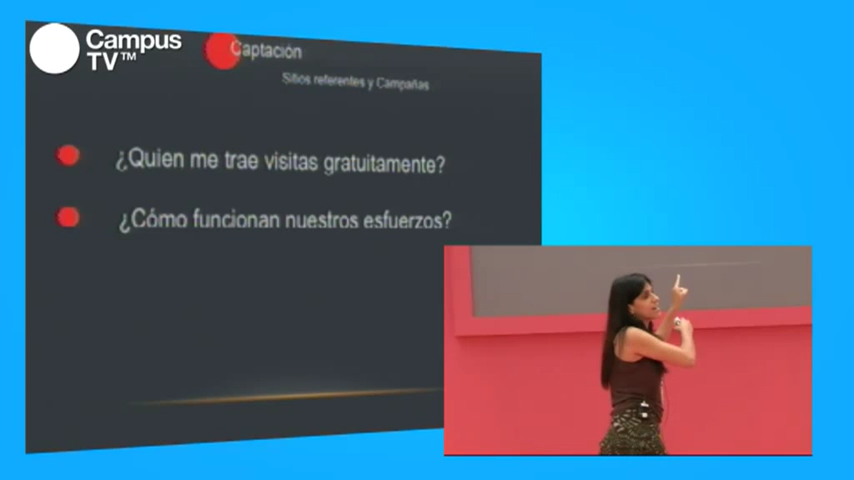 Campus
TV™
Captación
Sitios referentes y Campañas
¿Quien me trae visitas gratuitamente?
¿Cómo funcionan nuestros esfuerzos?